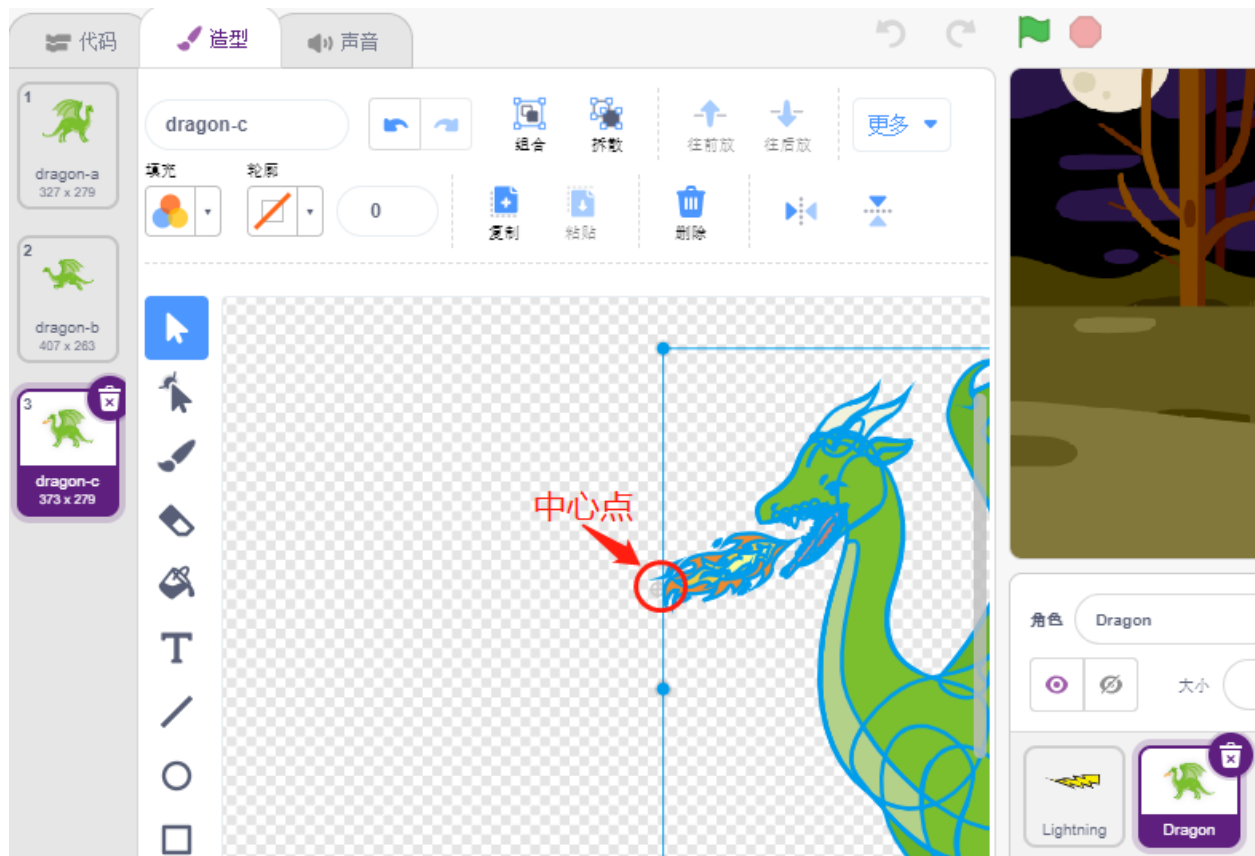 代码
造型
声音
1
dragon-a
327 x 279
2
dragon-b
407 x 263
3
dragon-c
373 x 279
dragon-c
组合
拆散
往前放
往后放
更多
填充
轮廓
0
复制
粘贴
删除
T
中心点
角色
Dragon
大小
Lightning
Dragon